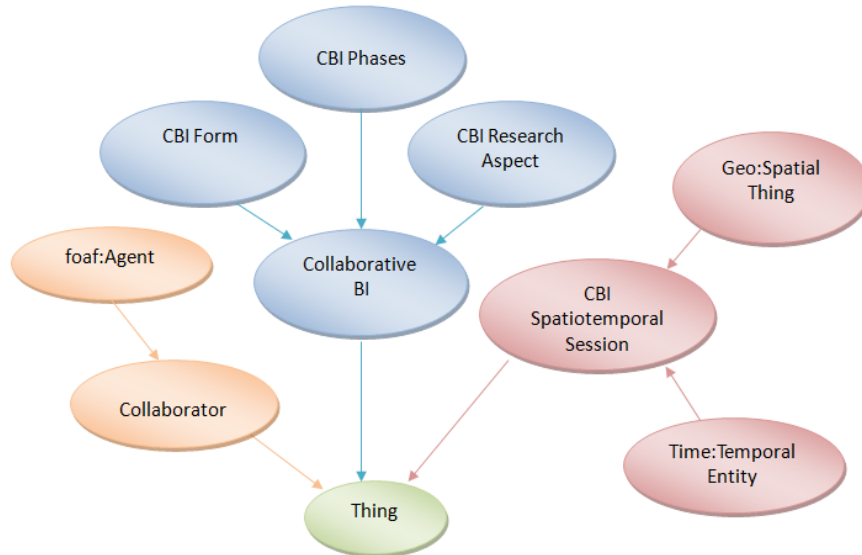 CBI Phases
CBI Form
CBI Research
Aspect
Geo:Spatial
Thing
foaf:Agent
Collaborative
BI
CBI
Spatiotemporal
Session
Collaborator
Time:Temporal
Entity
Thing